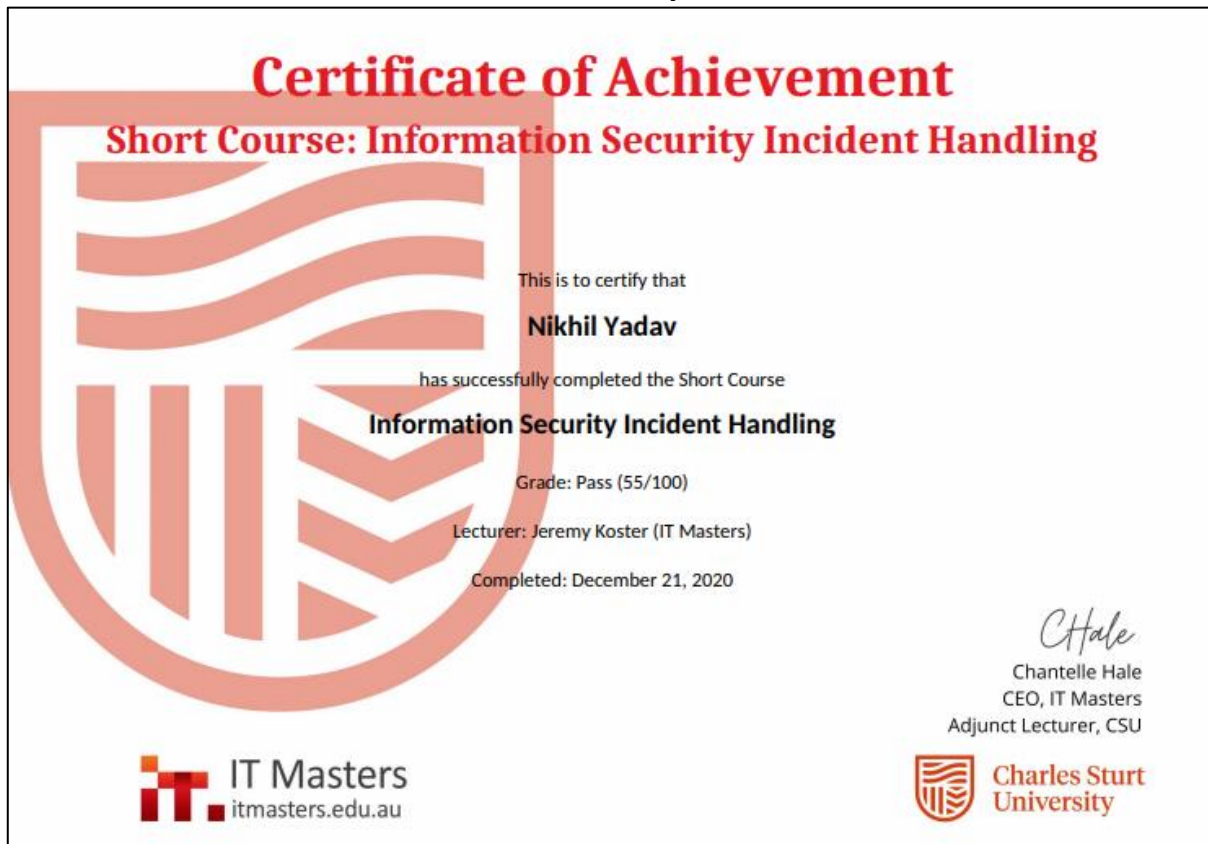 Certificate of Achievement
Short Course: Information Security Incident Handling
This is to certify that
Nikhil Yadav
has successfully completed the Short Course
Information Security Incident Handling
Grade: Pass (55/100)
Lecturer: Jeremy Koster (IT Masters)
Completed: December 21, 2020
CHale
Chantelle Hale
CEO, IT Masters
Adjunct Lecturer, CSU
it.
IT Masters
itmasters.edu.au
Charles Sturt
University